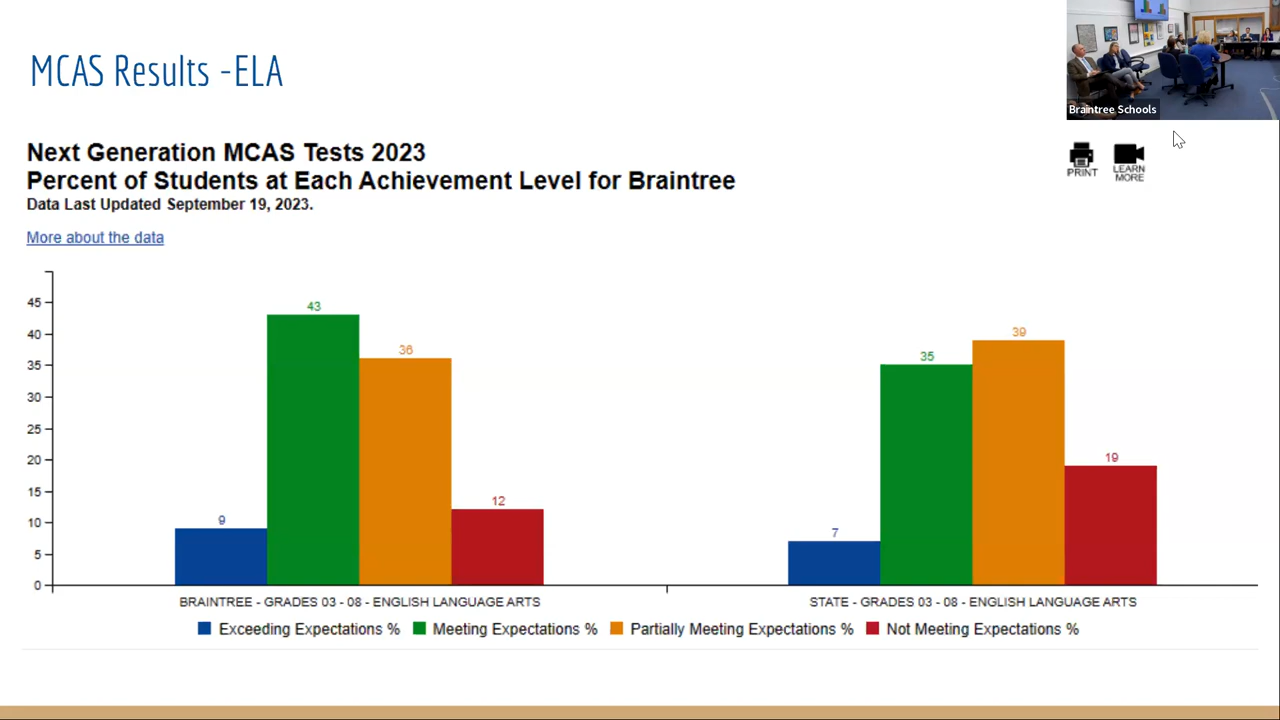 MCAS Results -ELA
Braintree Schools
Next Generation MCAS Tests 2023
Percent of Students at Each Achievement Level for Braintree
Data Last Updated September 19, 2023.
PRINT
LEARN
MORE
More about the data
45
40
35
30
25
20
15
10
5
0
9
43
36
12
7
35
39
19
BRAINTREE - GRADES 03 - 08 - ENGLISH LANGUAGE ARTS
STATE - GRADES 03 - 08 - ENGLISH LANGUAGE ARTS
Exceeding Expectations % Meeting Expectations % Partially Meeting Expectations % Not Meeting Expectations %